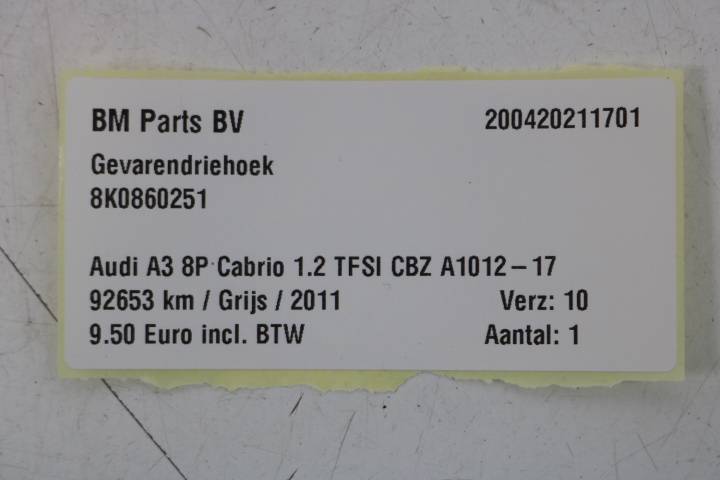 BM Parts BV 200420211701
Gevarendriehoek
8K0860251
Audi A3 8P Cabrio 1.2 TFSI CBZ A1012-17
92653 km / Grijs / 2011 Verz: 10
9.50 Euro incl. BTW Aantal: 1